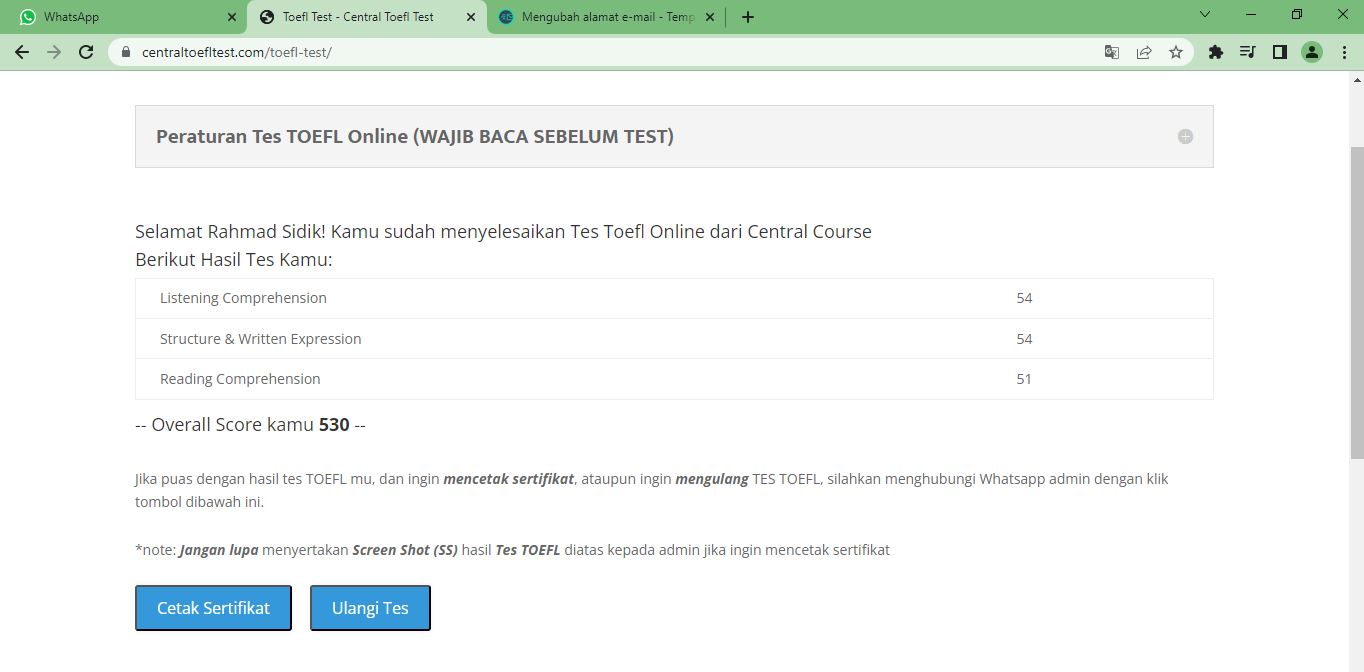 WhatsApp
Toefl Test - Central Toefl Test
Mengubah alamat e-mail - Temp
centraltoefltest.com/toefl-test/
Peraturan Tes TOEFL Online (WAJIB BACA SEBELUM TEST)
Selamat Rahmad Sidik! Kamu sudah menyelesaikan Tes Toefl Online dari Central Course
Berikut Hasil Tes Kamu:
Listening Comprehension 54
Structure & Written Expression 54
Reading Comprehension 51
-- Overall Score kamu 530 --
Jika puas dengan hasil tes TOEFL mu, dan ingin mencetak sertifikat, ataupun ingin mengulang TES TOEFL, silahkan menghubungi Whatsapp admin dengan klik
tombol dibawah ini.
*note: Jangan lupa menyertakan Screen Shot (SS) hasil Tes TOEFL diatas kepada admin jika ingin mencetak sertifikat
Cetak Sertifikat Ulangi Tes